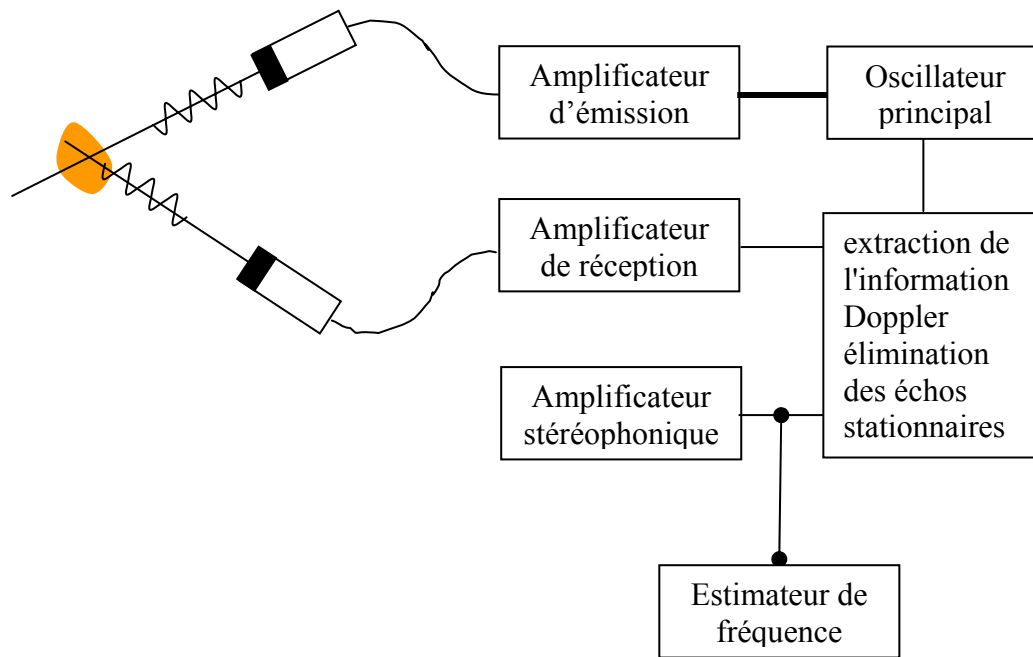 Amplificateur
d’émission
Oscillateur
principal
Amplificateur
de réception
extraction de
l'information
Doppler
élimination
des échos
stationnaires
Amplificateur
stéréophonique
Estimateur de
fréquence